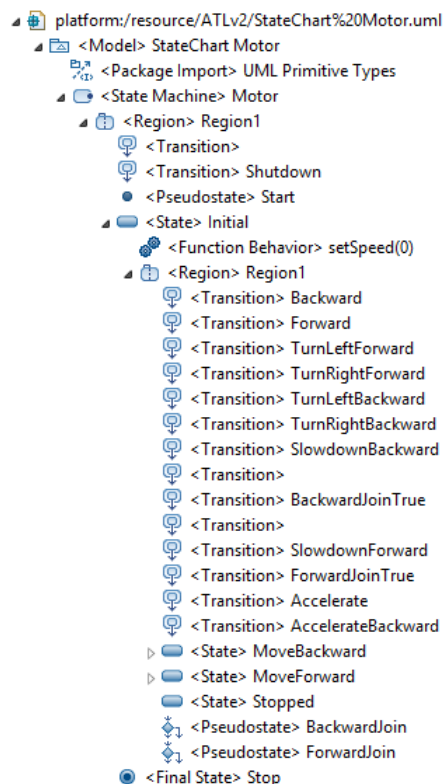 platform:/resource/ATLv2/StateChart%20Motor.uml
<Model> StateChart Motor
<Package Import> UML Primitive Types
<State Machine> Motor
<Region> Region1
<Transition>
<Transition> Shutdown
<Pseudostate> Start
<State> Initial
<Function Behavior> setSpeed(0)
<Region> Region1
<Transition> Backward
<Transition> Forward
<Transition> TurnLeftForward
<Transition> TurnRightForward
<Transition> TurnLeftBackward
<Transition> TurnRightBackward
<Transition> SlowdownBackward
<Transition>
<Transition> BackwardJoinTrue
<Transition>
<Transition> SlowdownForward
<Transition> ForwardJoinTrue
<Transition> Accelerate
<Transition> AccelerateBackward
<State> MoveBackward
<State> MoveForward
<State> Stopped
<Pseudostate> BackwardJoin
<Pseudostate> ForwardJoin
<Final State> Stop